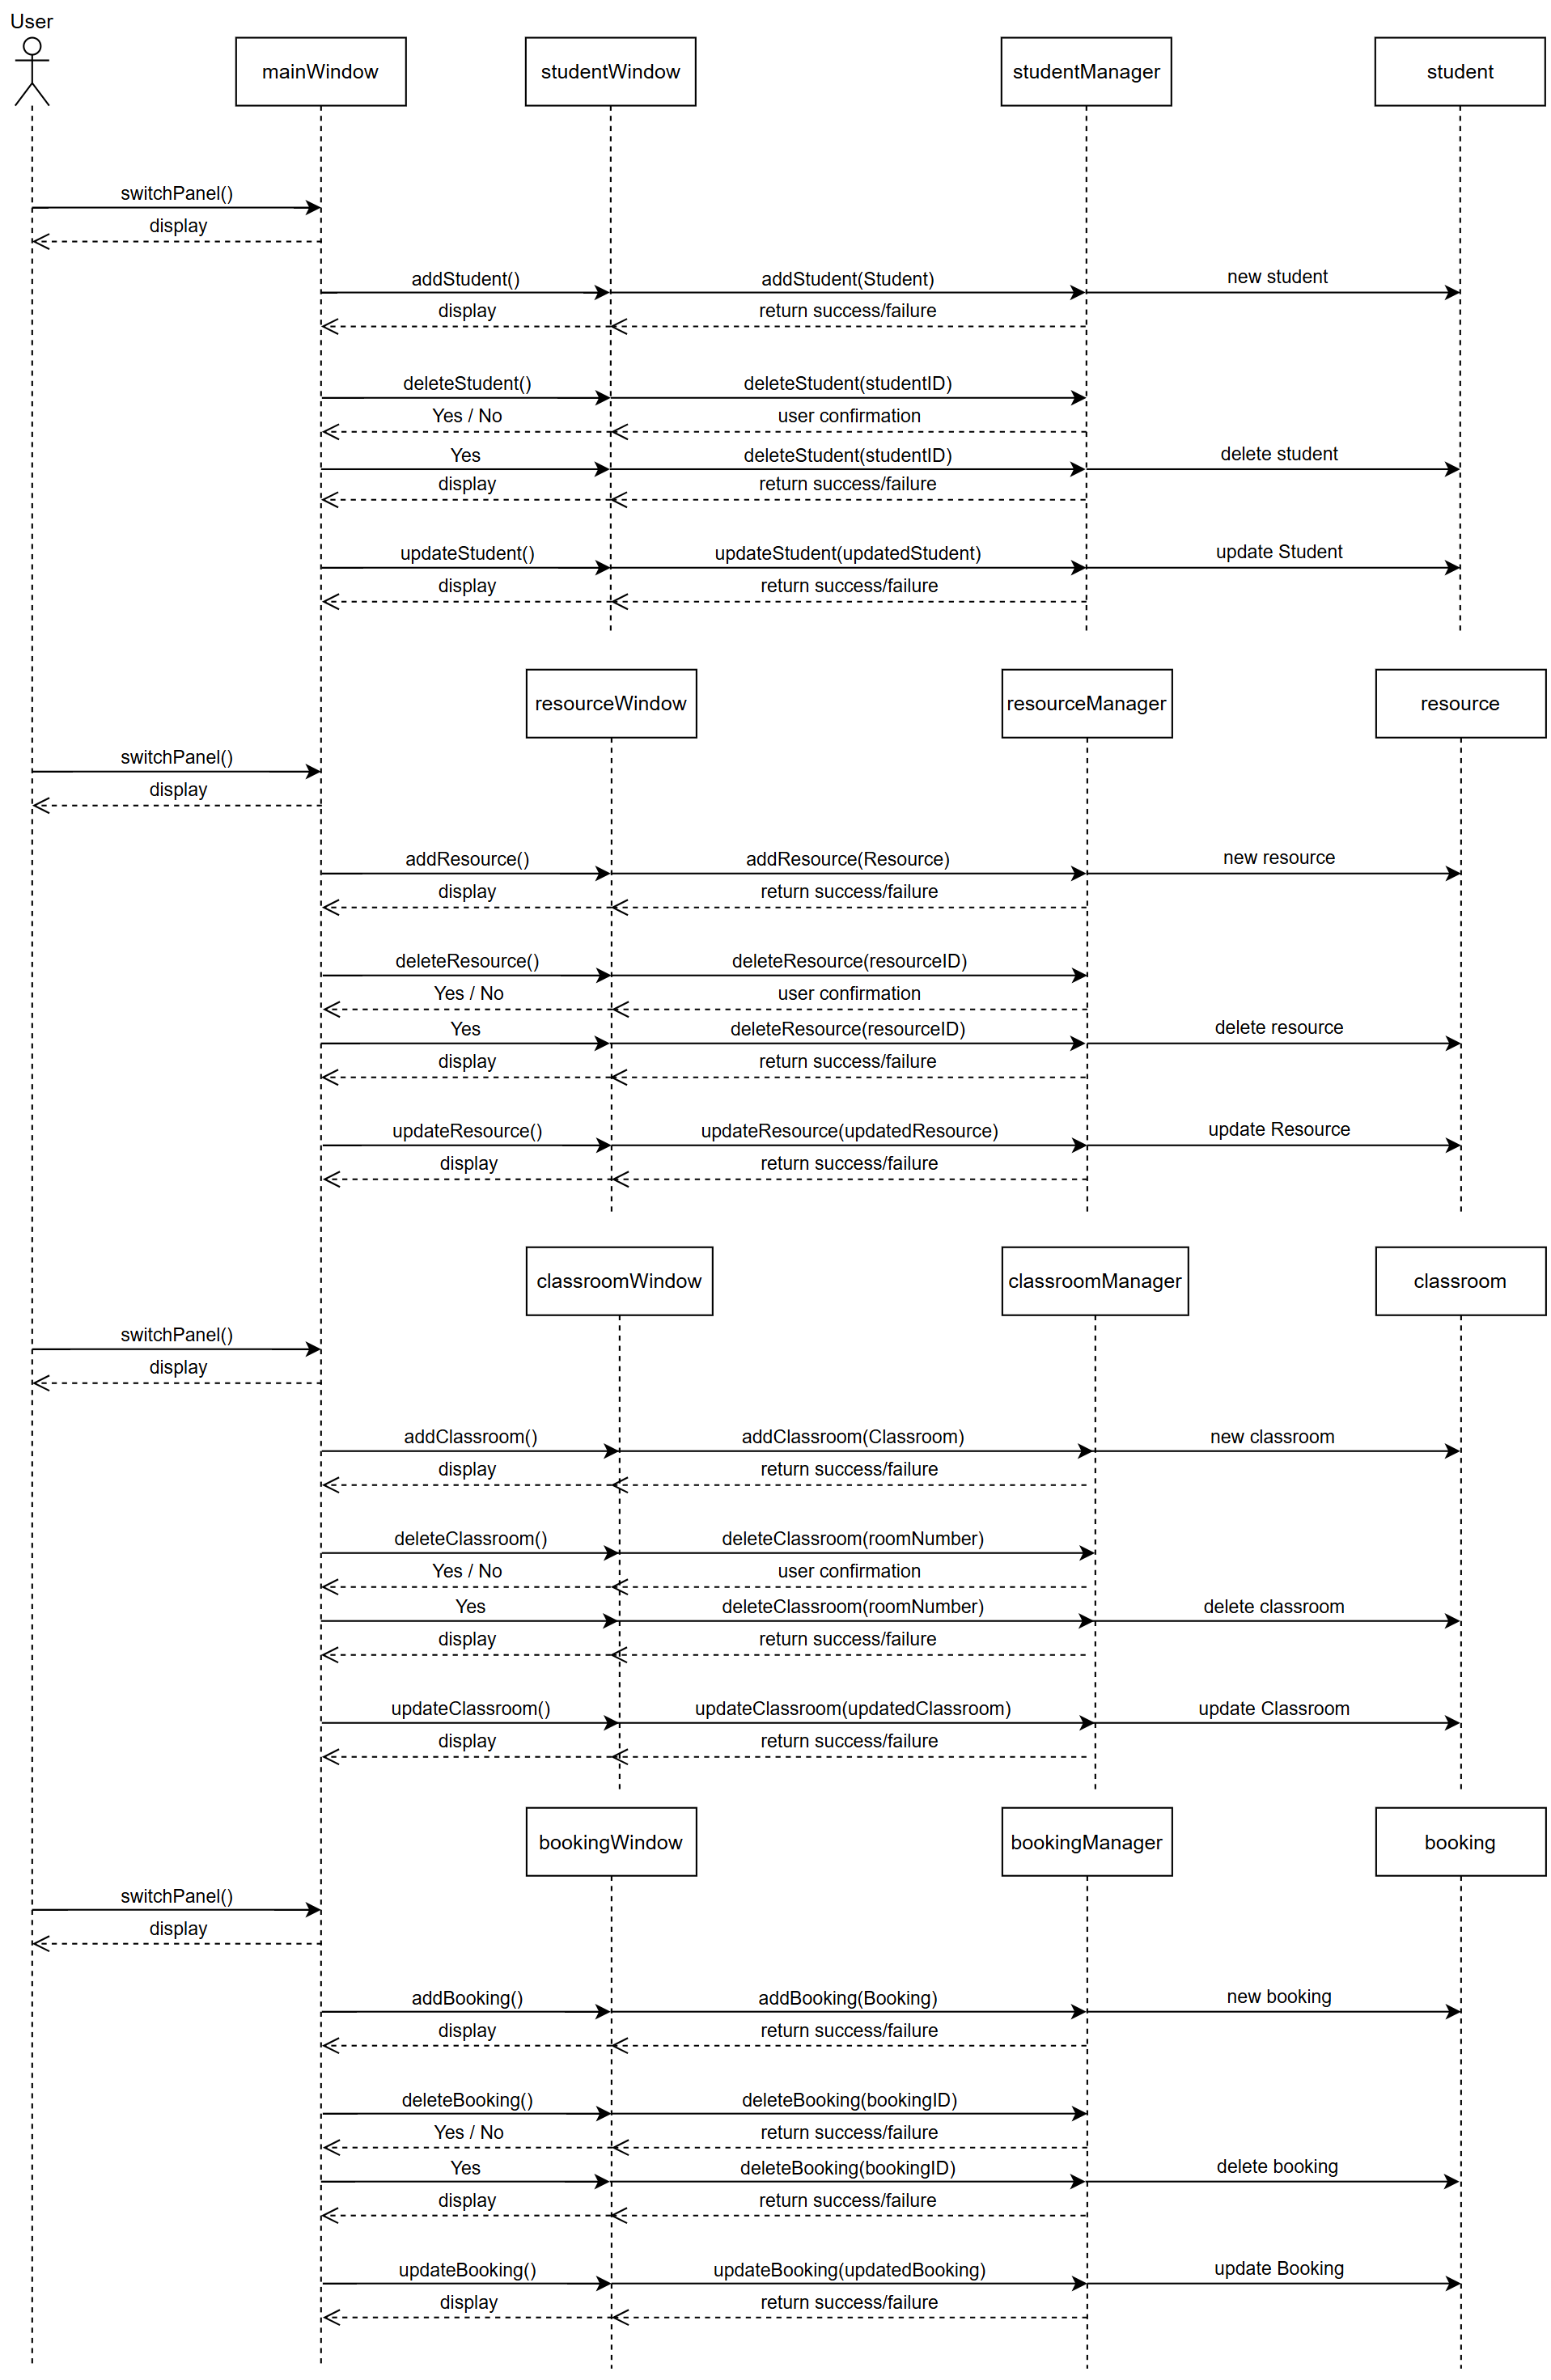 User
mainWindow
studentWindow
studentManager
student
switchPanel()
display
addStudent()
addStudent(Student)
new student
display
return success/failure
deleteStudent()
deleteStudent(studentID)
Yes / No
user confirmation
Yes
deleteStudent(studentID)
delete student
display
return success/failure
updateStudent()
updateStudent(updatedStudent)
update Student
display
return success/failure
resourceWindow
resourceManager
resource
switchPanel()
display
addResource()
addResource(Resource)
new resource
display
return success/failure
deleteResource()
deleteResource(resourceID)
Yes / No
user confirmation
Yes
deleteResource(resourceID)
delete resource
display
return success/failure
updateResource()
updateResource(updatedResource)
update Resource
display
return success/failure
classroomWindow
classroomManager
classroom
switchPanel()
display
addClassroom()
addClassroom(Classroom)
new classroom
display
return success/failure
deleteClassroom()
deleteClassroom(roomNumber)
Yes / No
user confirmation
Yes
deleteClassroom(roomNumber)
delete classroom
display
return success/failure
updateClassroom()
updateClassroom(updatedClassroom)
update Classroom
display
return success/failure
bookingWindow
bookingManager
booking
switchPanel()
display
addBooking()
addBooking(Booking)
new booking
display
return success/failure
deleteBooking()
deleteBooking(bookingID)
Yes / No
return success/failure
Yes
deleteBooking(bookingID)
delete booking
display
return success/failure
updateBooking()
updateBooking(updatedBooking)
update Booking
display
return success/failure